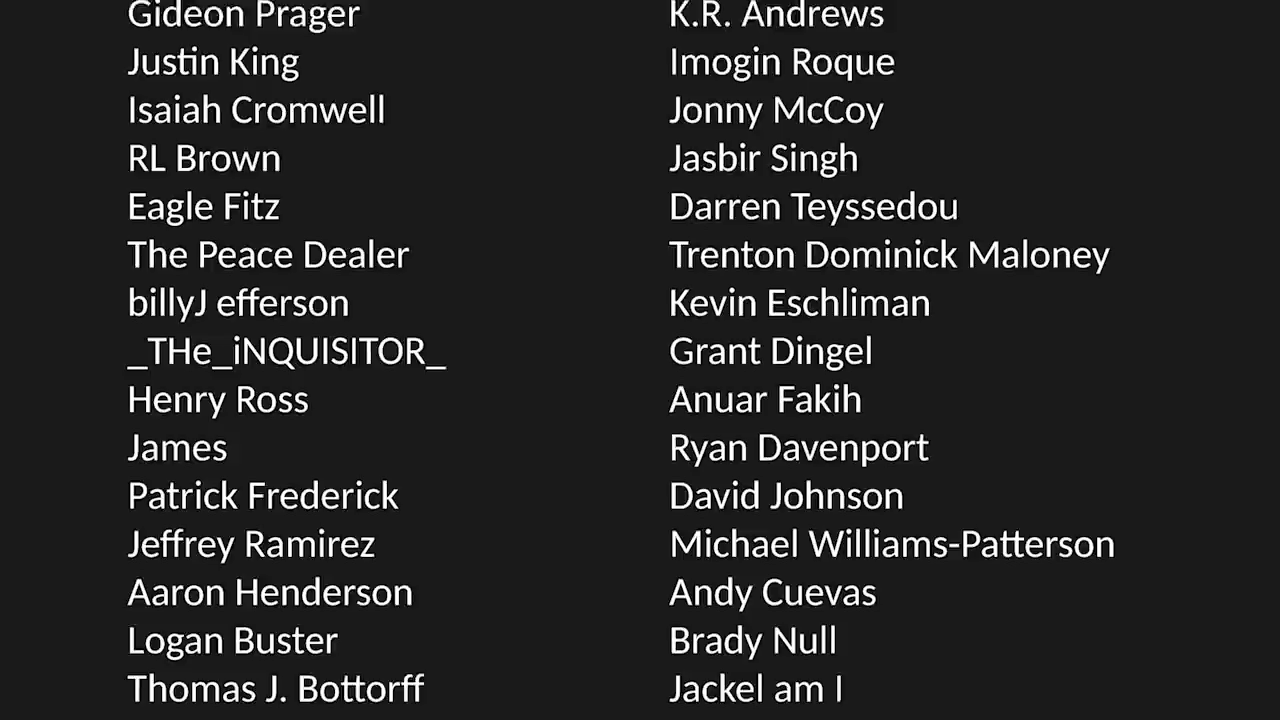 Gideon Prager
Justin King
Isaiah Cromwell
RL Brown
Eagle Fitz
The Peace Dealer
billyJ efferson
_THe_iNQUISITOR_
Henry Ross
James
Patrick Frederick
Jeffrey Ramirez
Aaron Henderson
Logan Buster
Thomas J. Bottorff
K.R. Andrews
Imogin Roque
Jonny McCoy
Jasbir Singh
Darren Teyssedou
Trenton Dominick Maloney
Kevin Eschliman
Grant Dingel
Anuar Fakih
Ryan Davenport
David Johnson
Michael Williams-Patterson
Andy Cuevas
Brady Null
Jackel am I